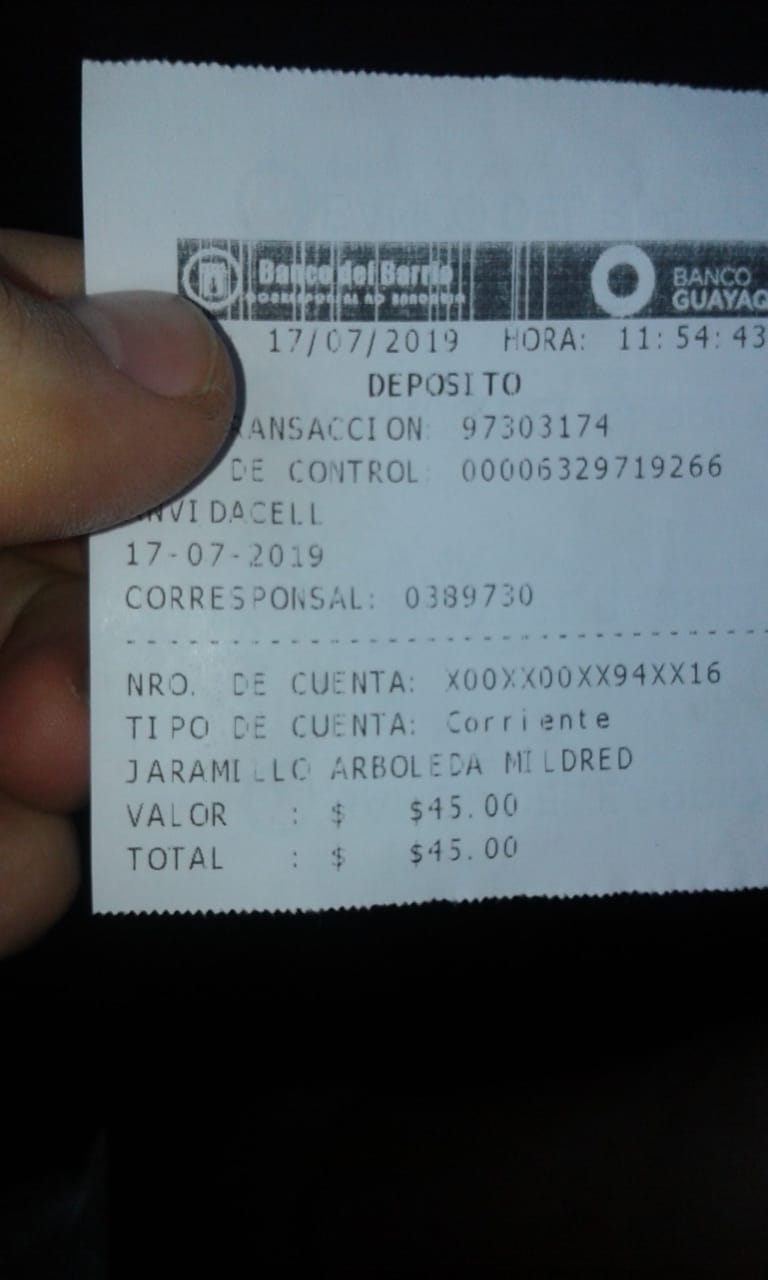 Banco del Barrio
BANCO
GUAYAQ
17/07/2019 HORA: 11:54:43
DEPOSITO
RANSACCION: 97303174
DE CONTROL: 00006329719266
NVIDACELL
17-07-2019
CORRESPONSAL: 0389730
NRO. DE CUENTA: X00XX00XX94XX16
TIPO DE CUENTA: Corriente
JARAMILLO ARBOLEDA MILDRED
VALOR : $ $45.00
TOTAL : $ $45.00